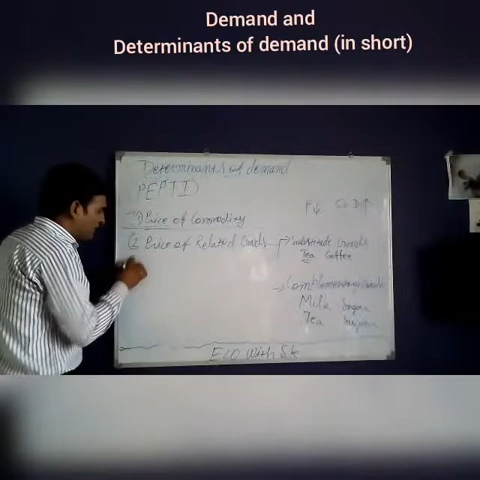 Demand and
Determinants of demand (in short)
Determinants of demand
PEPTI
Price of Commodity
P↓
(2 Price of Related Goods
Substitute Goods
Tea Coffee
Complementary Goods
Milk Sugar
Tea
ECO With Sk